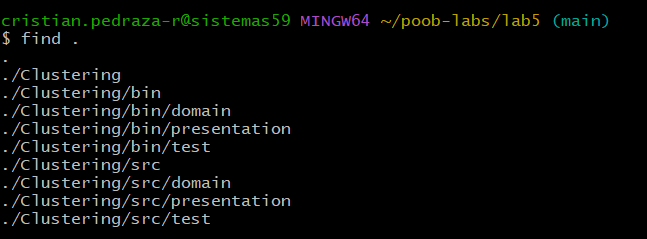 cristian.pedraza-r@sistemas59 MINGW64 ~/poob-labs/lab5 (main)
$ find .
.
./Clustering
./Clustering/bin
./Clustering/bin/domain
./Clustering/bin/presentation
./Clustering/bin/test
./Clustering/src
./Clustering/src/domain
./Clustering/src/presentation
./Clustering/src/test